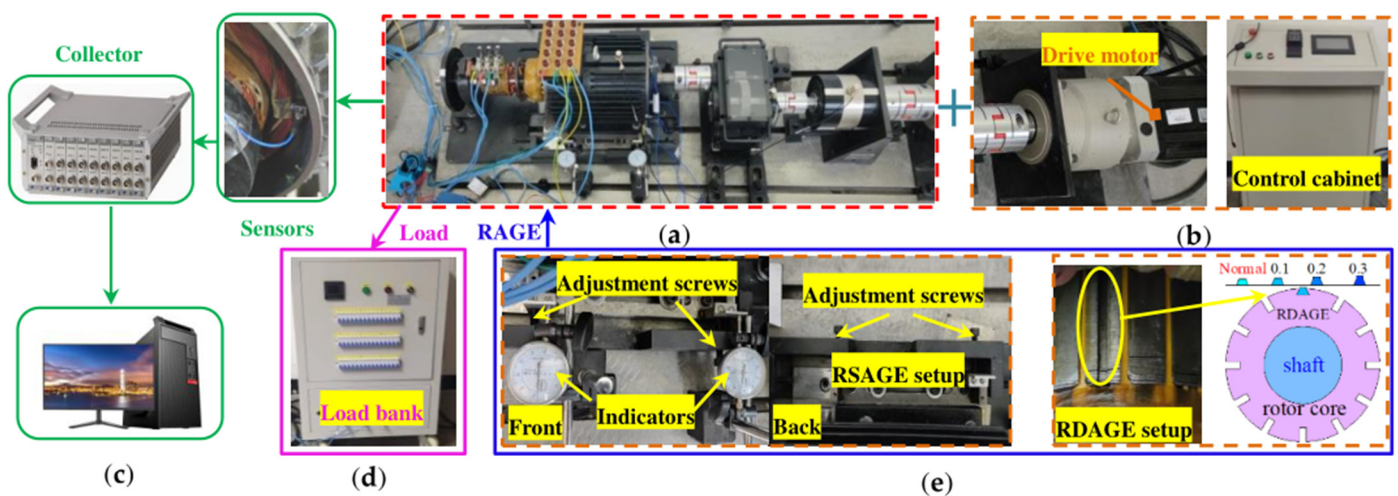 Collector
Drive motor
Control cabinet
Sensors
Load
RAGE
(a)
(b)
Adjustment screws
Adjustment screws
Normal 0.1 0.2 0.3
RDAGE
shaft
rotor core
RSAGE setup
Load bank
Indicators
Front
Back
RDAGE setup
(c)
(d)
(e)